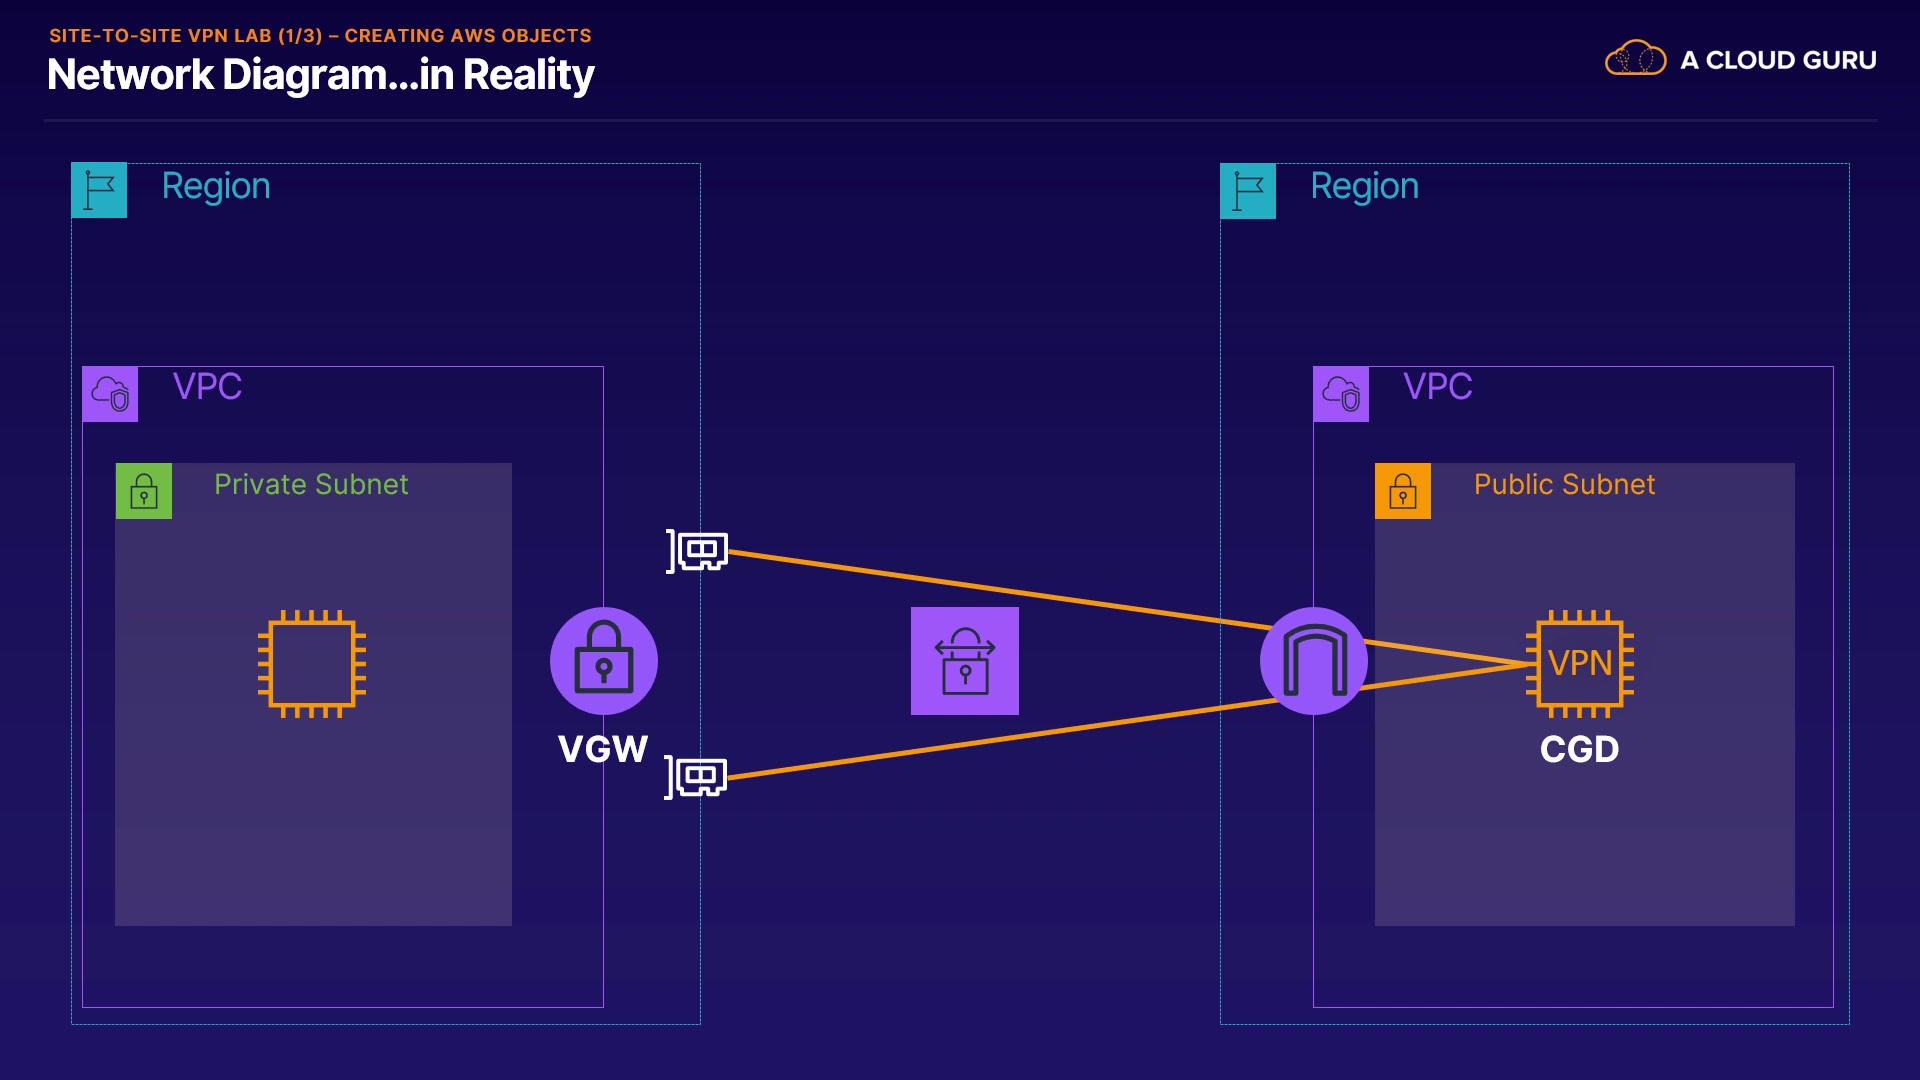 SITE-TO-SITE VPN LAB (1/3) – CREATING AWS OBJECTS
Network Diagram...in Reality
A CLOUD GURU
Region
Region
VPC
VPC
Private Subnet
Public Subnet
VPN
VGW
CGD